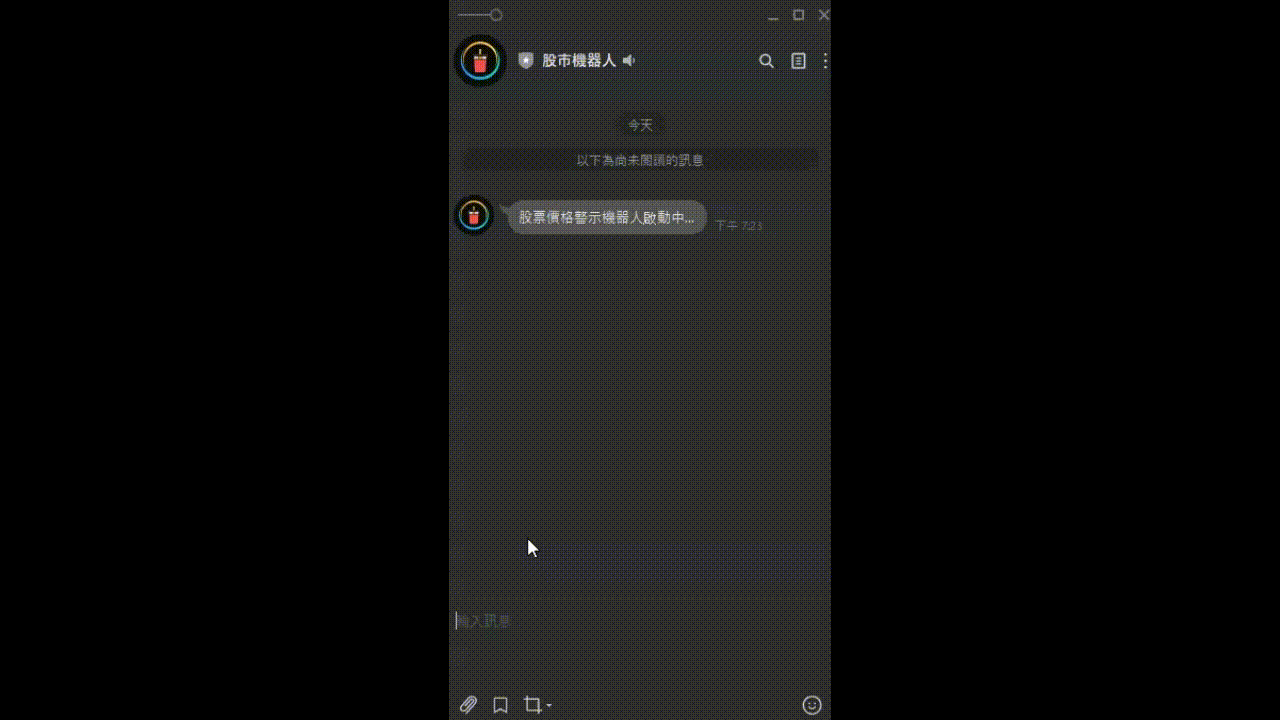 股市機器人
今天
以下為尚未閱讀的訊息
股票價格警示機器人啟動中...
下午 7:23
輸入訊息